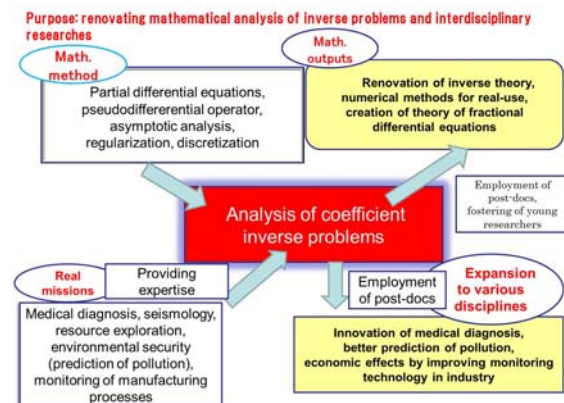 Purpose: renovating mathematical analysis of inverse problems and interdisciplinary
researches
Math.
method
Partial differential equations,
pseudodiffererential operator,
asymptotic analysis,
regularization, discretization
Math.
outputs
Renovation of inverse theory,
numerical methods for real-use,
creation of theory of fractional
differential equations
Analysis of coefficient
inverse problems
Employment of
post-docs,
fostering of young
researchers
Real
missions
Providing
expertise
Medical diagnosis, seismology,
resource exploration,
environmental security
(prediction of pollution),
monitoring of manufacturing
processes
Employment
of post-docs
Expansion
to various
disciplines
Innovation of medical diagnosis,
better prediction of pollution,
economic effects by improving monitoring
technology in industry